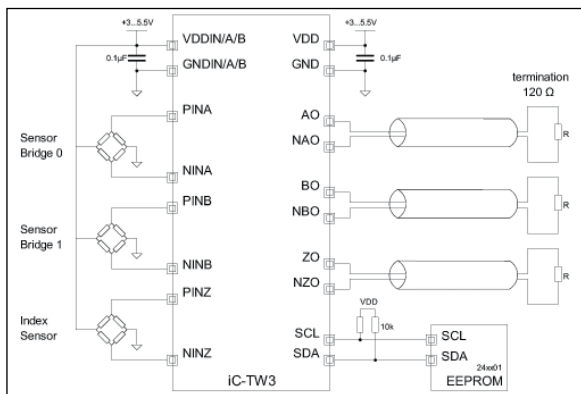 +3...5.5V
+3...5.5V
VDDIN/A/B
VDD
0.1µF
0.1µF
GNDIN/A/B
GND
termination
120 Ω
PINA
AO
R
NAO
Sensor
Bridge 0
NINA
PINB
BO
R
NBO
Sensor
Bridge 1
NINB
ZO
R
PINZ
NZO
Index
Sensor
VDD
10k
SCL
SCL
NINZ
SDA
SDA
24xx01
iC-TW3
EEPROM